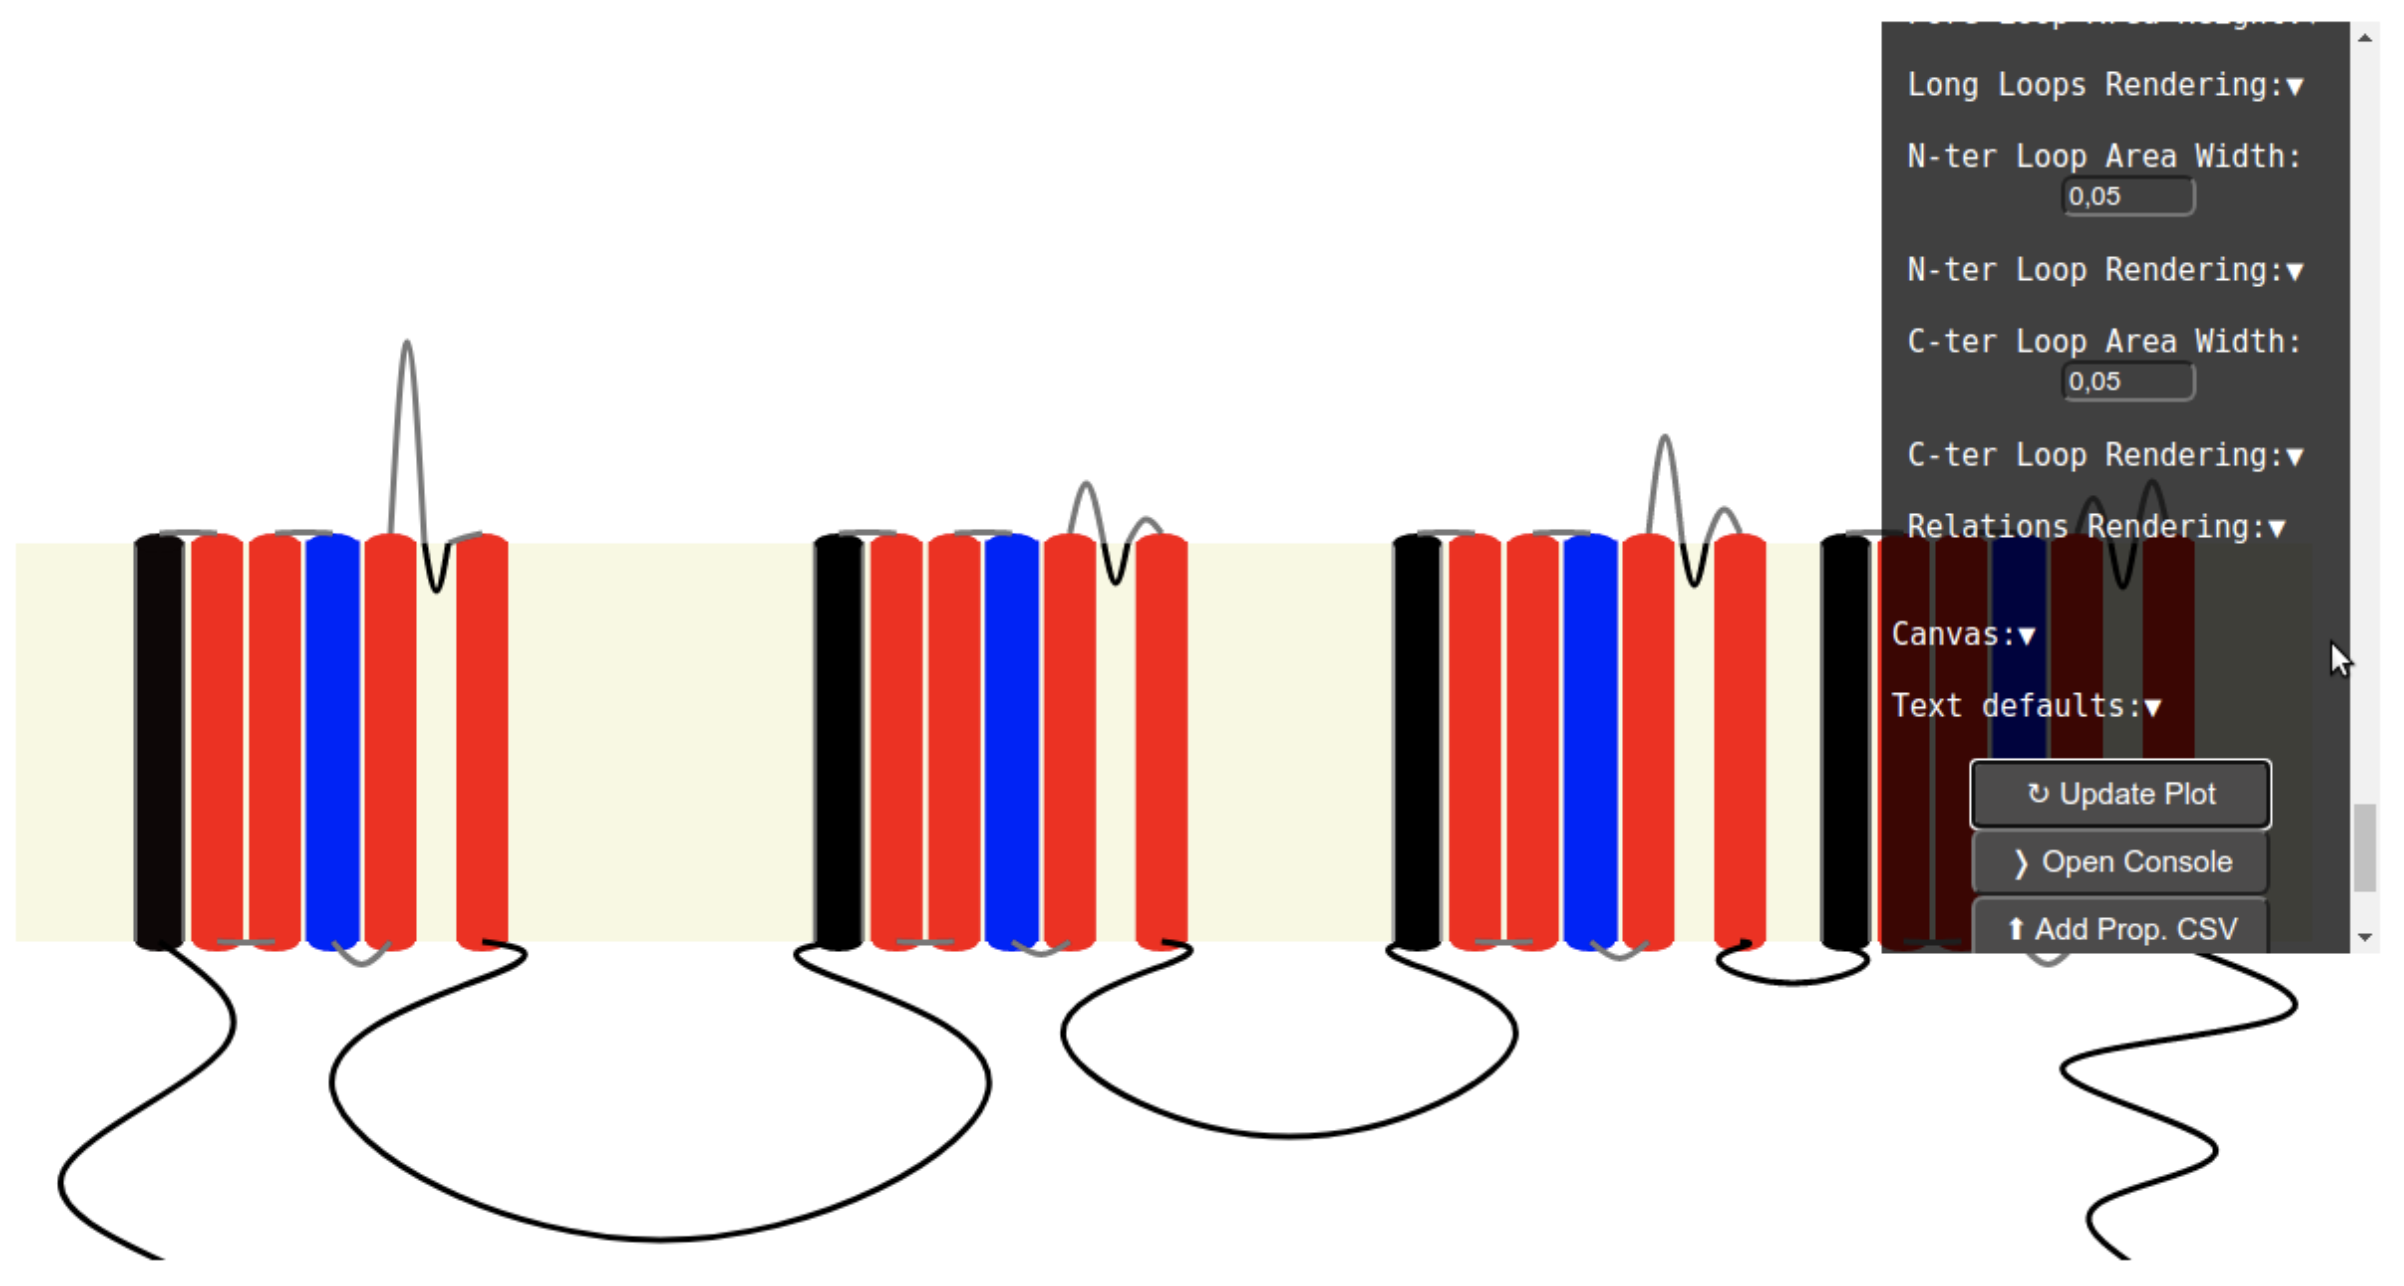 Long Loops Rendering:▼
N-ter Loop Area Width:
0,05
N-ter Loop Rendering:▼
C-ter Loop Area Width:
0,05
C-ter Loop Rendering:▼
Relations Rendering:▼
Canvas:▼
Text defaults:▼
↻ Update Plot
❭ Open Console
⬆ Add Prop. CSV